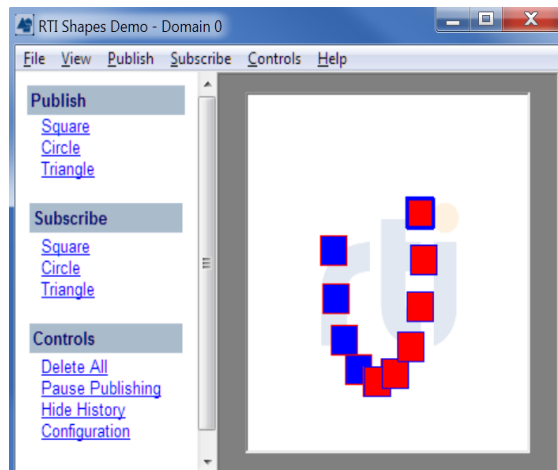 RTI Shapes Demo - Domain 0
File View Publish Subscribe Controls Help
Publish
Square
Circle
Triangle
Subscribe
Square
Circle
Triangle
Controls
Delete All
Pause Publishing
Hide History
Configuration
rti